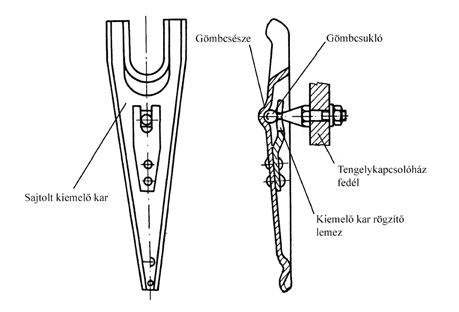 Gömbcsésze
Gömbcsukló
Sajtolt kiemelő kar
Tengelykapcsolóház
fedél
Kiemelő kar rögzítő
lemez